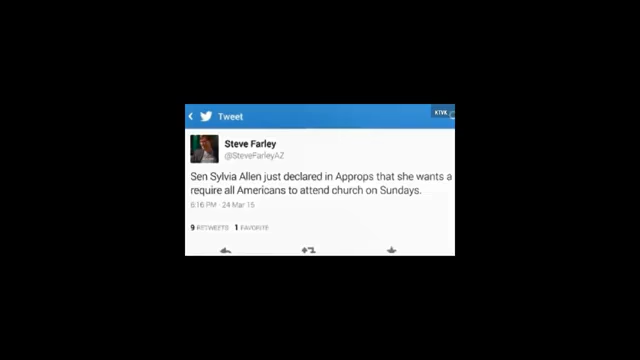 KTVK
Tweet
Steve Farley
@SteveFarleyAZ
Sen Sylvia Allen just declared in Approps that she wants a
require all Americans to attend church on Sundays.
6:16 PM · 24 Mar 15
9 RETWEETS 1 FAVORITE